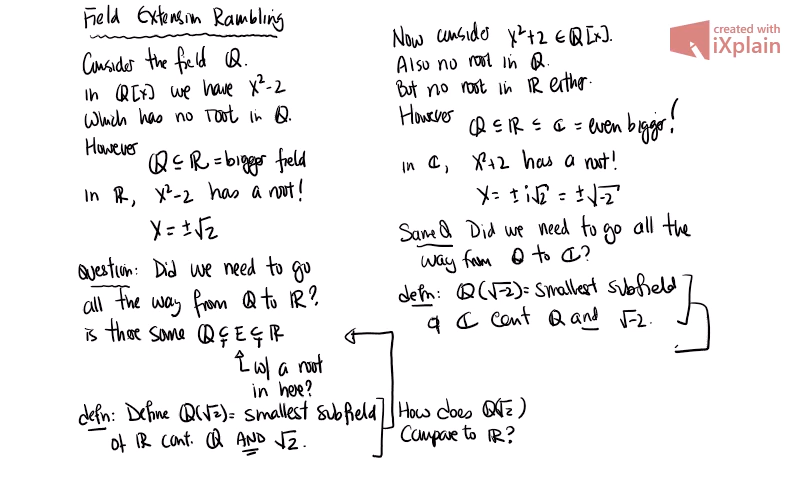 Field Extension Rambling
Consider the field ℚ.
in ℚ[x] we have x²-2
which has no root in ℚ.
However
ℚ ⊆ ℝ = bigger field
in ℝ, x²-2 has a root!
x = ±√2
Question: Did we need to go
all the way from ℚ to ℝ?
is there some ℚ ⊊ E ⊊ ℝ
w/ a root
in here?
defn: Define ℚ(√2) = smallest subfield
of ℝ cont. ℚ AND √2.
Now consider x²+2 ∈ ℚ[x].
Also no root in ℚ.
But no root in ℝ either.
However
ℚ ⊆ ℝ ⊆ ℂ = even bigger!
in ℂ, x²+2 has a root!
x = ±i√2 = ±√-2
Same Q Did we need to go all the
way from ℚ to ℂ?
defn: ℚ(√-2) = smallest subfield
of ℂ cont ℚ and √-2.
How does ℚ(√2)
compare to ℝ?
created with
iXplain